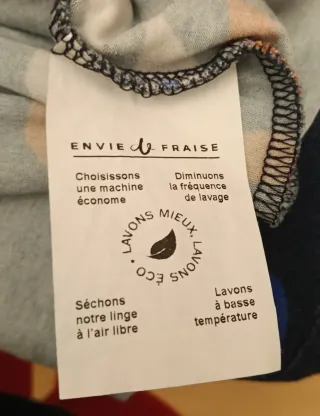 ENVIE de FRAISE
Choisissons
une machine
économe
Diminuons
la fréquence
de lavage
LAVONS MIEUX, LAVONS ÉCO •
Séchons
notre linge
à l'air libre
Lavons
à basse
température